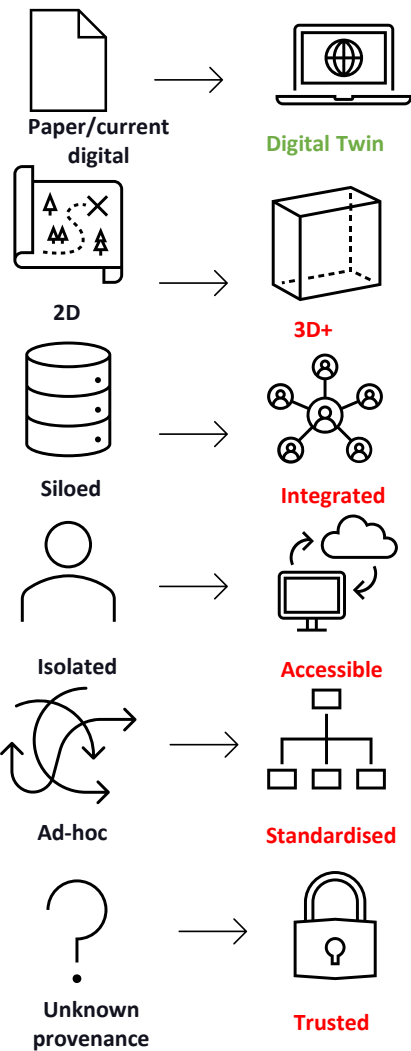 Paper/current
digital
Digital Twin
2D
3D+
Siloed
Integrated
Isolated
Accessible
Ad-hoc
Standardised
Unknown
provenance
Trusted